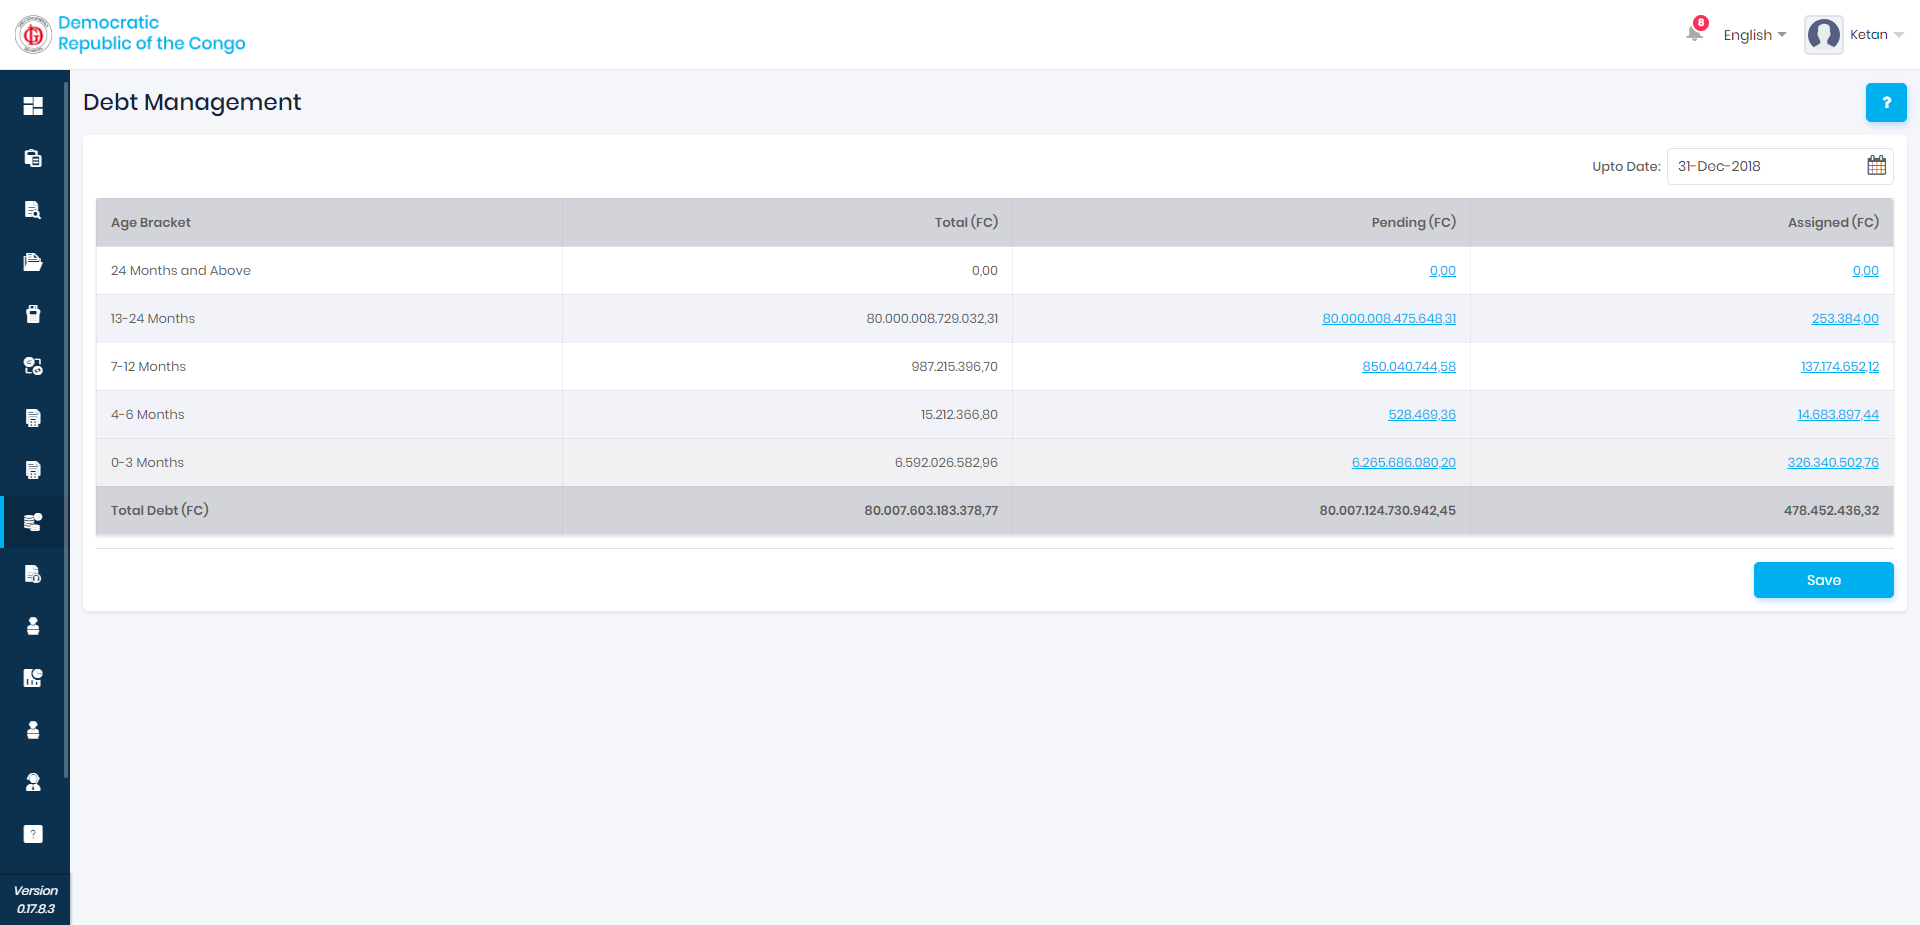 Democratic
Republic of the Congo
8
English
Ketan
Debt Management
?
Upto Date: 31-Dec-2018
Age Bracket Total (FC) Pending (FC) Assigned (FC)
24 Months and Above 0,00 0,00 0,00
13-24 Months 80.000.008.729.032,31 80.000.008.475.648,31 253.384,00
7-12 Months 987.215.396,70 850.040.744,58 137.174.652,12
4-6 Months 15.212.366,80 528.469,36 14.683.897,44
0-3 Months 6.592.026.582,96 6.265.686.080,20 326.340.502,76
Total Debt (FC) 80.007.603.183.378,77 80.007.124.730.942,45 478.452.436,32
Save
?
Version
0.17.8.3